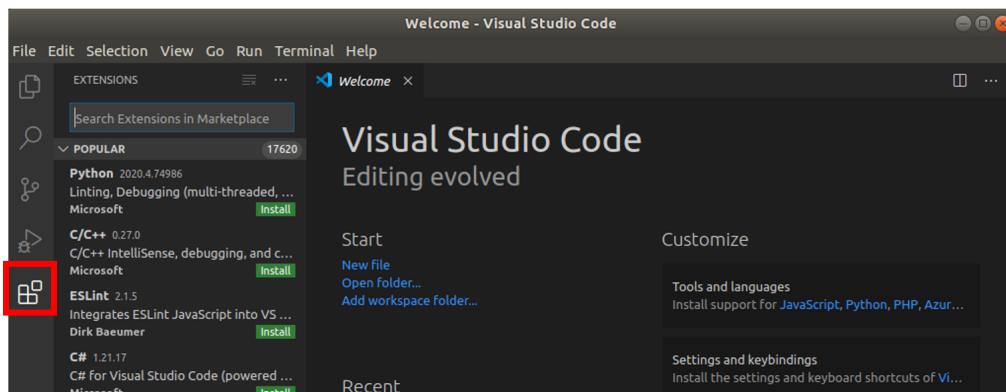 Welcome - Visual Studio Code
File Edit Selection View Go Run Terminal Help
EXTENSIONS
Search Extensions in Marketplace
POPULAR 17620
Python 2020.4.74986
Linting, Debugging (multi-threaded, ...
Microsoft Install
C/C++ 0.27.0
C/C++ IntelliSense, debugging, and c...
Microsoft Install
ESLint 2.1.5
Integrates ESLint JavaScript into VS ...
Dirk Baeumer Install
C# 1.21.17
C# for Visual Studio Code (powered ...
Microsoft Install
Welcome
Visual Studio Code
Editing evolved
Start
New file
Open folder...
Add workspace folder...
Recent
Customize
Tools and languages
Install support for JavaScript, Python, PHP, Azur...
Settings and keybindings
Install the settings and keyboard shortcuts of Vi...